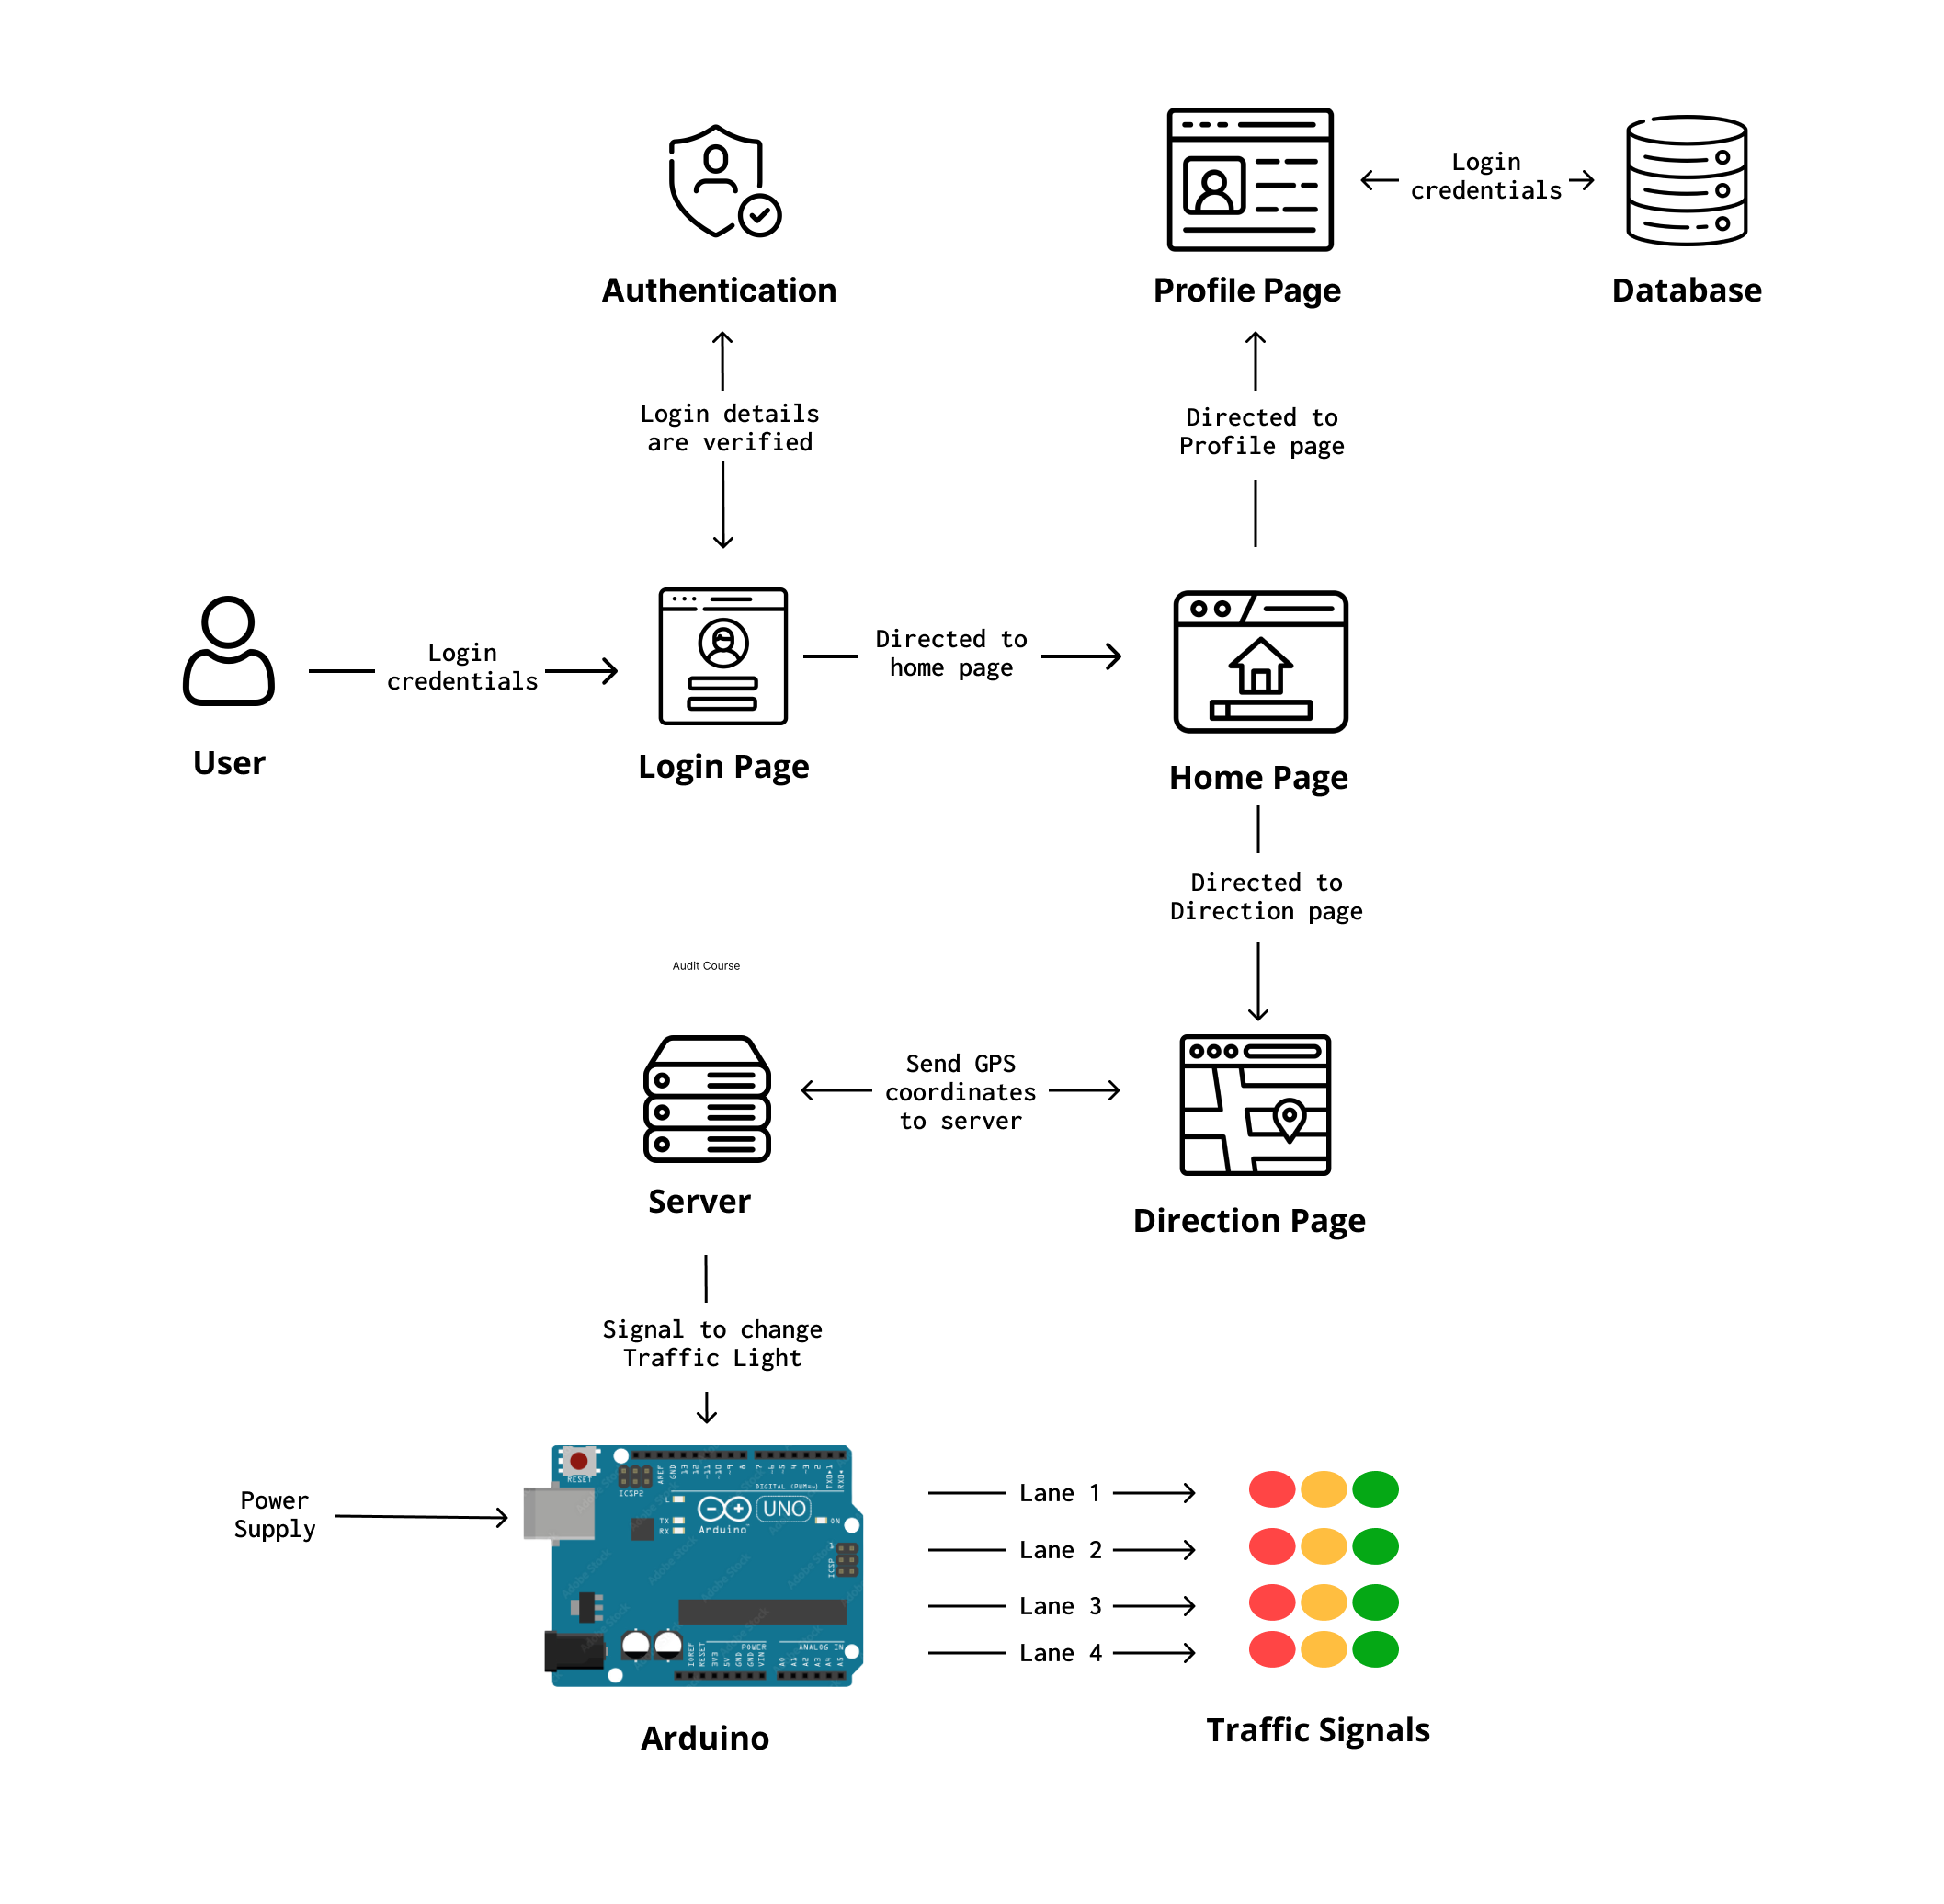 Authentication
Profile Page
Login
credentials
Database
Login details
are verified
Directed to
Profile page
User
Login
credentials
Login Page
Directed to
home page
Home Page
Directed to
Direction page
Audit Course
Server
Send GPS
coordinates
to server
Direction Page
Signal to change
Traffic Light
Power
Supply
RESET
ICSP2
AREF
GND
13
12
~11
~10
~9
8
7
~6
~5
4
~3
2
TX0▸1
RX0◂
DIGITAL (PWM=~)
L
TX
RX
UNO
Arduino
ON
1
ICSP
IOREF
RESET
3V3
5V
GND
GND
VIN
POWER
ANALOG IN
A0
A1
A2
A3
A4
A5
Adobe Stock
Arduino
Lane 1
Lane 2
Lane 3
Lane 4
Traffic Signals